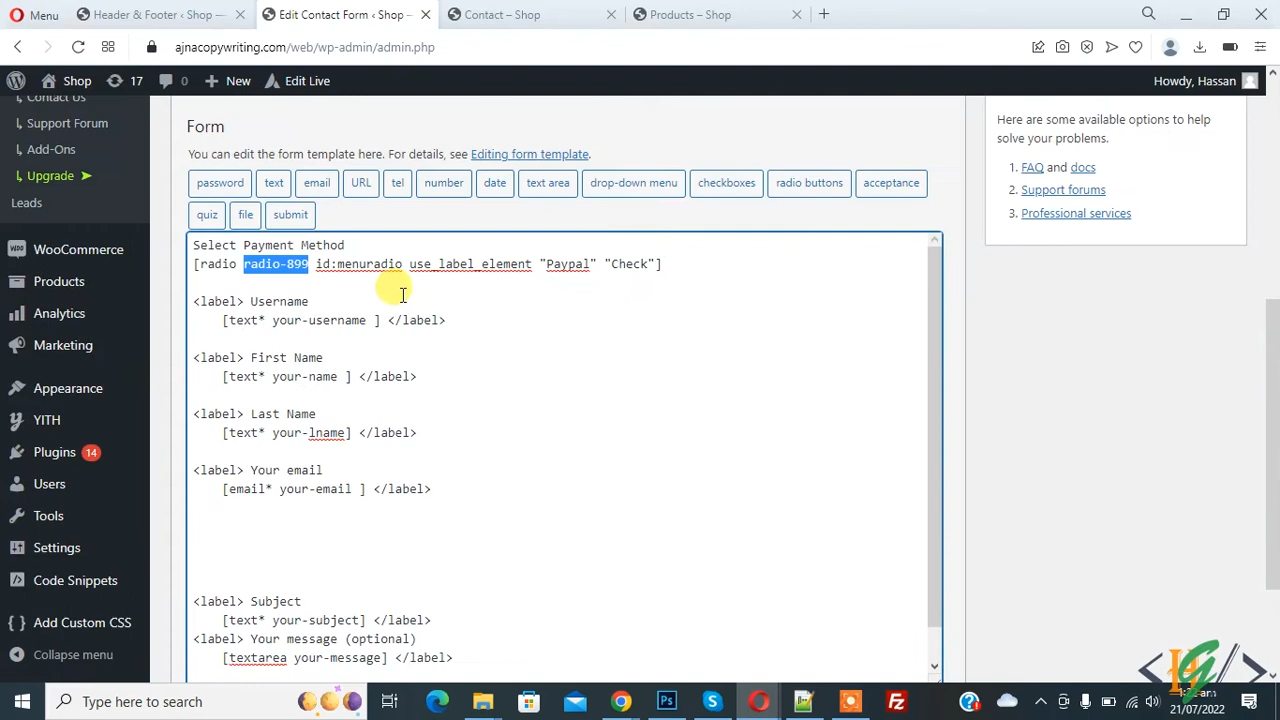 Menu
Header & Footer ‹ Shop —
Edit Contact Form ‹ Shop —
Contact – Shop
Products – Shop
ajnacopywriting.com/web/wp-admin/admin.php
Shop
17
0
New
Edit Live
Howdy, Hassan
Contact Us
Support Forum
Add-Ons
Upgrade ➤
Leads
WooCommerce
Products
Analytics
Marketing
Appearance
YITH
Plugins 14
Users
Tools
Settings
Code Snippets
Add Custom CSS
Collapse menu
Form
You can edit the form template here. For details, see Editing form template.
password
text
email
URL
tel
number
date
text area
drop-down menu
checkboxes
radio buttons
acceptance
quiz
file
submit
Select Payment Method
[radio radio-899 id:menuradio use_label_element "Paypal" "Check"]
<label> Username
[text* your-username ] </label>
<label> First Name
[text* your-name ] </label>
<label> Last Name
[text* your-lname] </label>
<label> Your email
[email* your-email ] </label>
<label> Subject
[text* your-subject] </label>
<label> Your message (optional)
[textarea your-message] </label>
Here are some available options to help
solve your problems.
1. FAQ and docs
2. Support forums
3. Professional services
Type here to search
21/07/2022